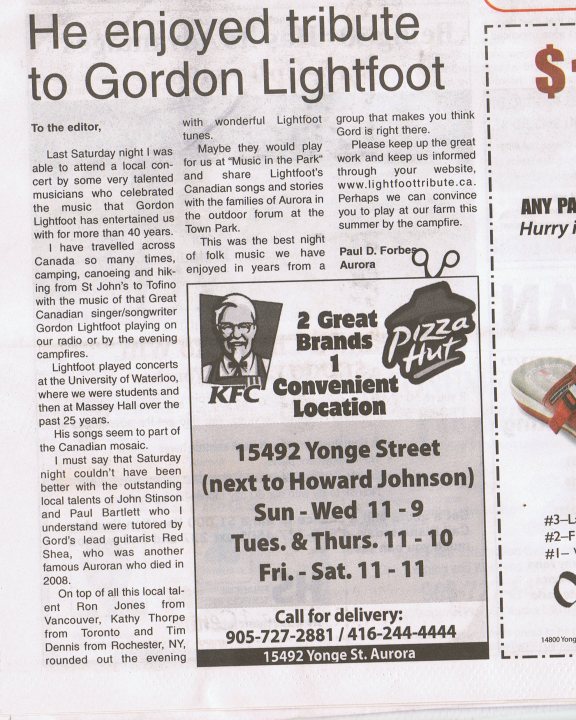 He enjoyed tribute
to Gordon Lightfoot
To the editor,
Last Saturday night I was
able to attend a local con-
cert by some very talented
musicians who celebrated
the music that Gordon
Lightfoot has entertained us
with for more than 40 years.
I have travelled across
Canada so many times,
camping, canoeing and hik-
ing from St John's to Tofino
with the music of that Great
Canadian singer/songwriter
Gordon Lightfoot playing on
our radio or by the evening
campfires.
Lightfoot played concerts
at the University of Waterloo,
where we were students and
then at Massey Hall over the
past 25 years.
His songs seem to part of
the Canadian mosaic.
I must say that Saturday
night couldn't have been
better with the outstanding
local talents of John Stinson
and Paul Bartlett who I
understand were tutored by
Gord's lead guitarist Red
Shea, who was another
famous Auroran who died in
2008.
On top of all this local tal-
ent Ron Jones from
Vancouver, Kathy Thorpe
from Toronto and Tim
Dennis from Rochester, NY,
rounded out the evening
with wonderful Lightfoot
tunes.
Maybe they would play
for us at "Music in the Park"
and share Lightfoot's
Canadian songs and stories
with the families of Aurora in
the outdoor forum at the
Town Park.
This was the best night
of folk music we have
enjoyed in years from a
group that makes you think
Gord is right there.
Please keep up the great
work and keep us informed
through your website,
www.lightfoottribute.ca.
Perhaps we can convince
you to play at our farm this
summer by the campfire.
Paul D. Forbes
Aurora
KFC
2 Great
Brands
1
Convenient
Location
Pizza
Hut
15492 Yonge Street
(next to Howard Johnson)
Sun - Wed 11 - 9
Tues. & Thurs. 11 - 10
Fri. - Sat. 11 - 11
Call for delivery:
905-727-2881 / 416-244-4444
15492 Yonge St. Aurora
$
ANY PA
Hurry i
#3–L
#2–F
#1–
14800 Yong